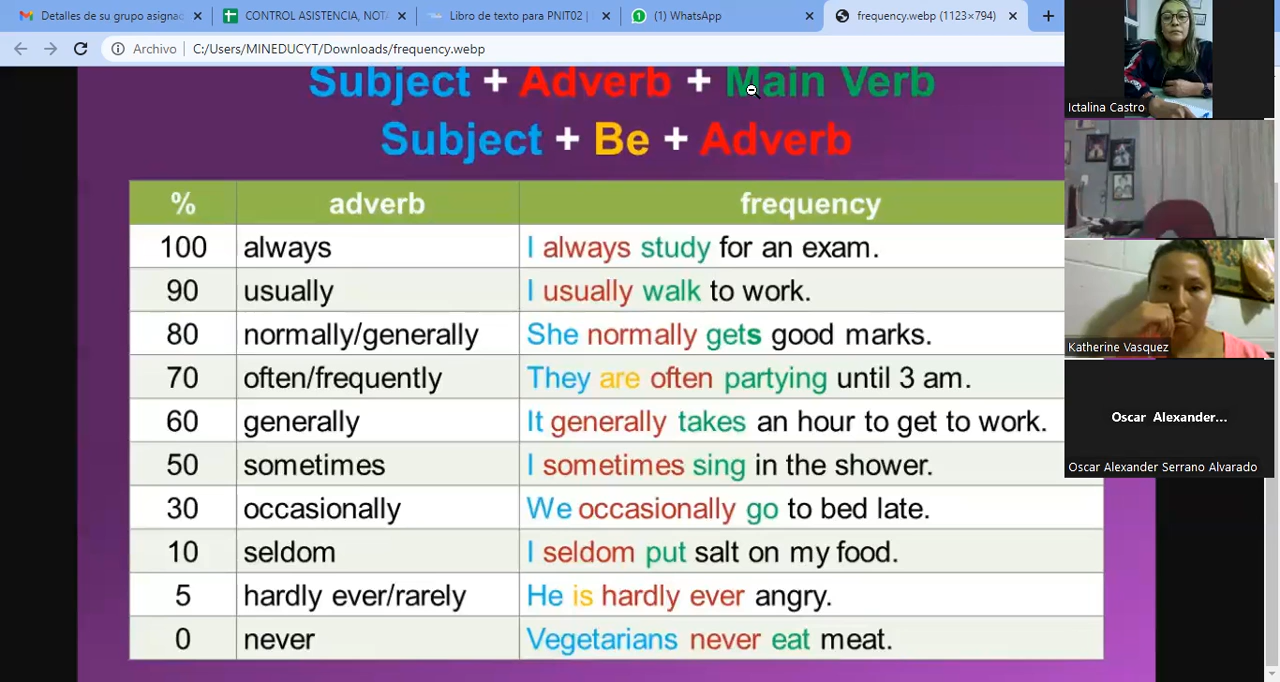 Detalles de su grupo asignac
CONTROL ASISTENCIA, NOTA
Libro de texto para PNIT02 |
(1) WhatsApp
frequency.webp (1123×794)
Archivo
C:/Users/MINEDUCYT/Downloads/frequency.webp
Subject + Adverb + Main Verb
Subject + Be + Adverb
% adverb frequency
100 always I always study for an exam.
90 usually I usually walk to work.
80 normally/generally She normally gets good marks.
70 often/frequently They are often partying until 3 am.
60 generally It generally takes an hour to get to work.
50 sometimes I sometimes sing in the shower.
30 occasionally We occasionally go to bed late.
10 seldom I seldom put salt on my food.
5 hardly ever/rarely He is hardly ever angry.
0 never Vegetarians never eat meat.
Ictalina Castro
Katherine Vasquez
Oscar Alexander...
Oscar Alexander Serrano Alvarado